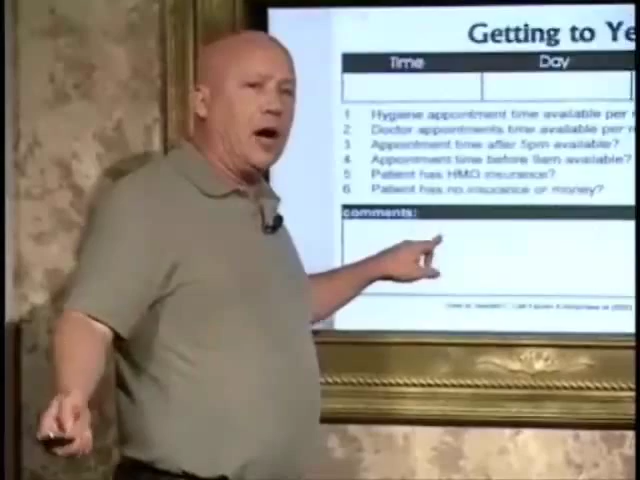 Getting to Ye
Time Day
1 Hygiene appointment time available per
2 Doctor appointments time available per
3 Appointment time after 5pm available?
4 Appointment time before 8am available?
5 Patient has HMO insurance?
6 Patient has no insurance or money?
comments: